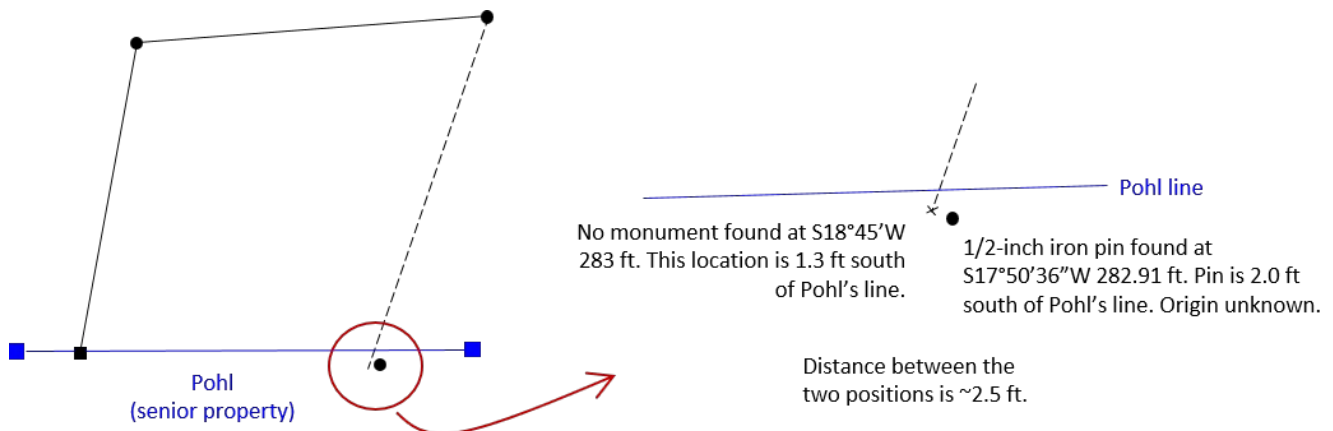 Pohl
(senior property)
Pohl line
No monument found at S18°45’W
283 ft. This location is 1.3 ft south
of Pohl’s line.
1/2-inch iron pin found at
S17°50’36”W 282.91 ft. Pin is 2.0 ft
south of Pohl’s line. Origin unknown.
Distance between the
two positions is ~2.5 ft.